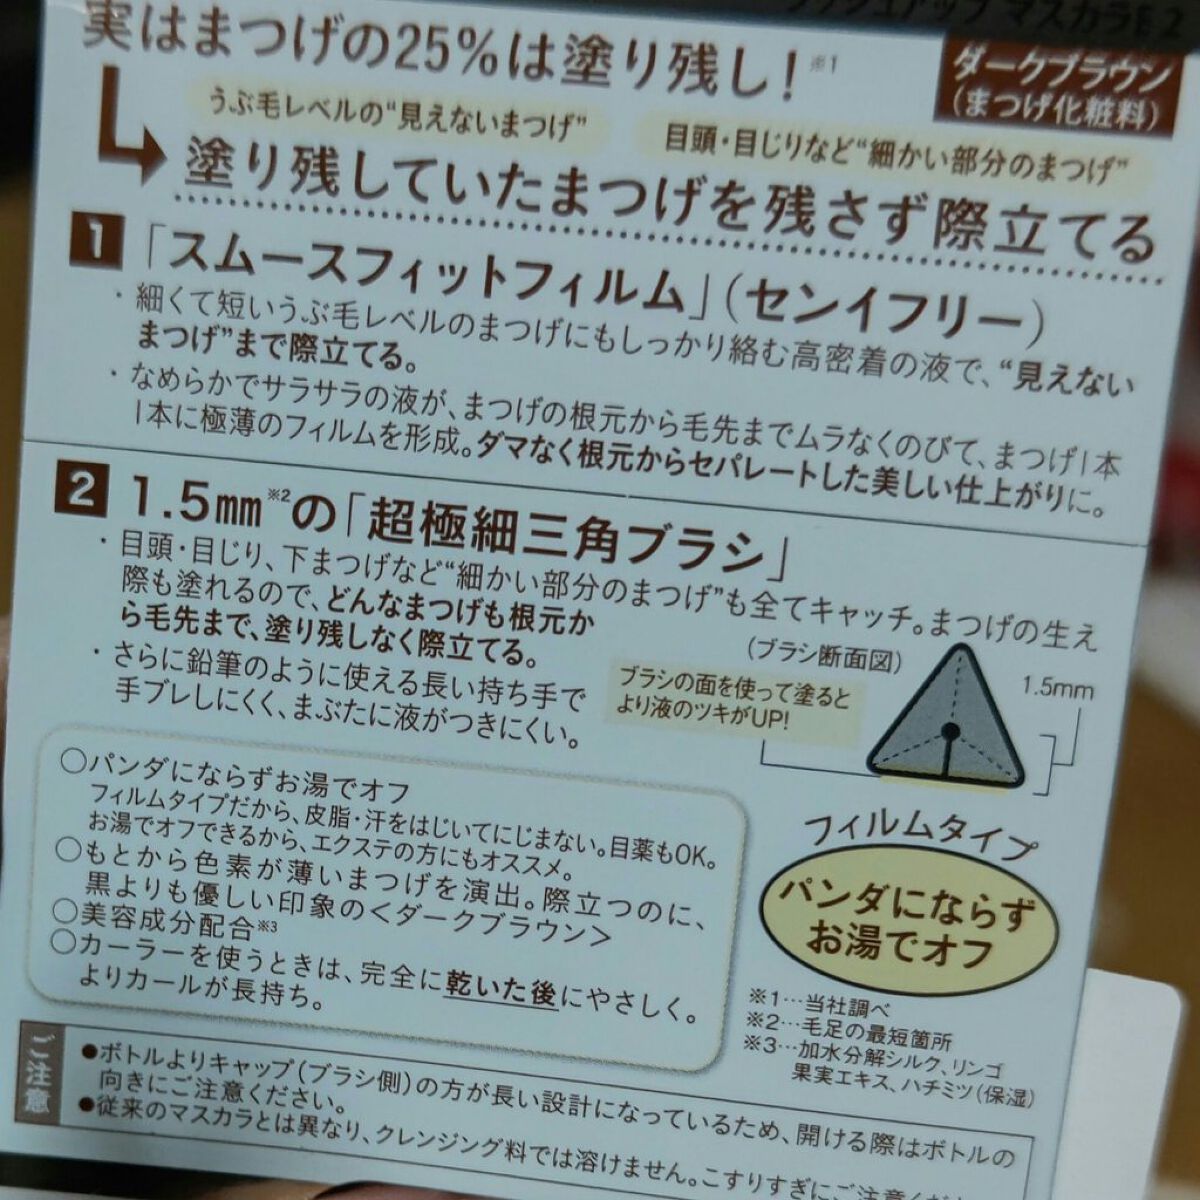 マスカラE 2
ダークブラウン
(まつげ化粧料)
実はまつげの25%は塗り残し!※1
うぶ毛レベルの"見えないまつげ"
目頭・目じりなど"細かい部分のまつげ"
塗り残していたまつげを残さず際立てる
1 「スムースフィットフィルム」(センイフリー)
・細くて短いうぶ毛レベルのまつげにもしっかり絡む高密着の液で、"見えない
まつげ"まで際立てる。
・なめらかでサラサラの液が、まつげの根元から毛先までムラなくのびて、まつげ1本
1本に極薄のフィルムを形成。ダマなく根元からセパレートした美しい仕上がりに。
2 1.5㎜※2の「超極細三角ブラシ」
・目頭・目じり、下まつげなど"細かい部分のまつげ"も全てキャッチ。まつげの生え
際も塗れるので、どんなまつげも根元か
ら毛先まで、塗り残しなく際立てる。
・さらに鉛筆のように使える長い持ち手で
手ブレしにくく、まぶたに液がつきにくい。
(ブラシ断面図)
1.5mm
ブラシの面を使って塗ると
より液のツキがUP!
○パンダにならずお湯でオフ
フィルムタイプだから、皮脂・汗をはじいてにじまない。目薬もOK。
お湯でオフできるから、エクステの方にもオススメ。
○もとから色素が薄いまつげを演出。際立つのに、
黒よりも優しい印象の<ダークブラウン>
○美容成分配合※3
○カーラーを使うときは、完全に乾いた後にやさしく。
よりカールが長持ち。
フィルムタイプ
パンダにならず
お湯でオフ
※1…当社調べ
※2…毛足の最短箇所
※3…加水分解シルク、リンゴ
果実エキス、ハチミツ(保湿)
ご注意
●ボトルよりキャップ(ブラシ側)の方が長い設計になっているため、開ける際はボトルの
向きにご注意ください。
●従来のマスカラとは異なり、クレンジング料では溶けません。こすりすぎにご注意くだ